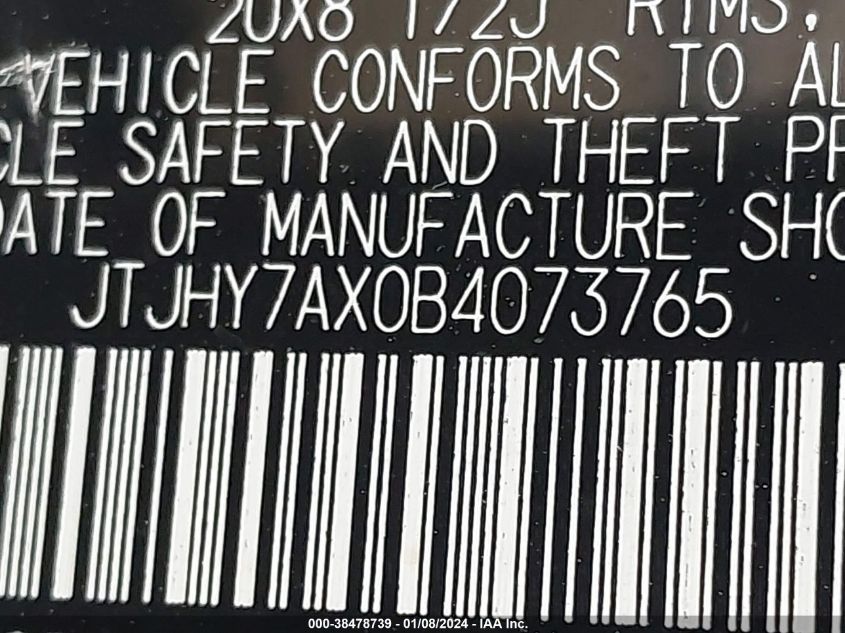 20X8 1/2J RIMS,
VEHICLE CONFORMS TO AL
CLE SAFETY AND THEFT PR
DATE OF MANUFACTURE SHO
JTJHY7AX0B4073765
000-38478739 - 01/08/2024 - IAA Inc.